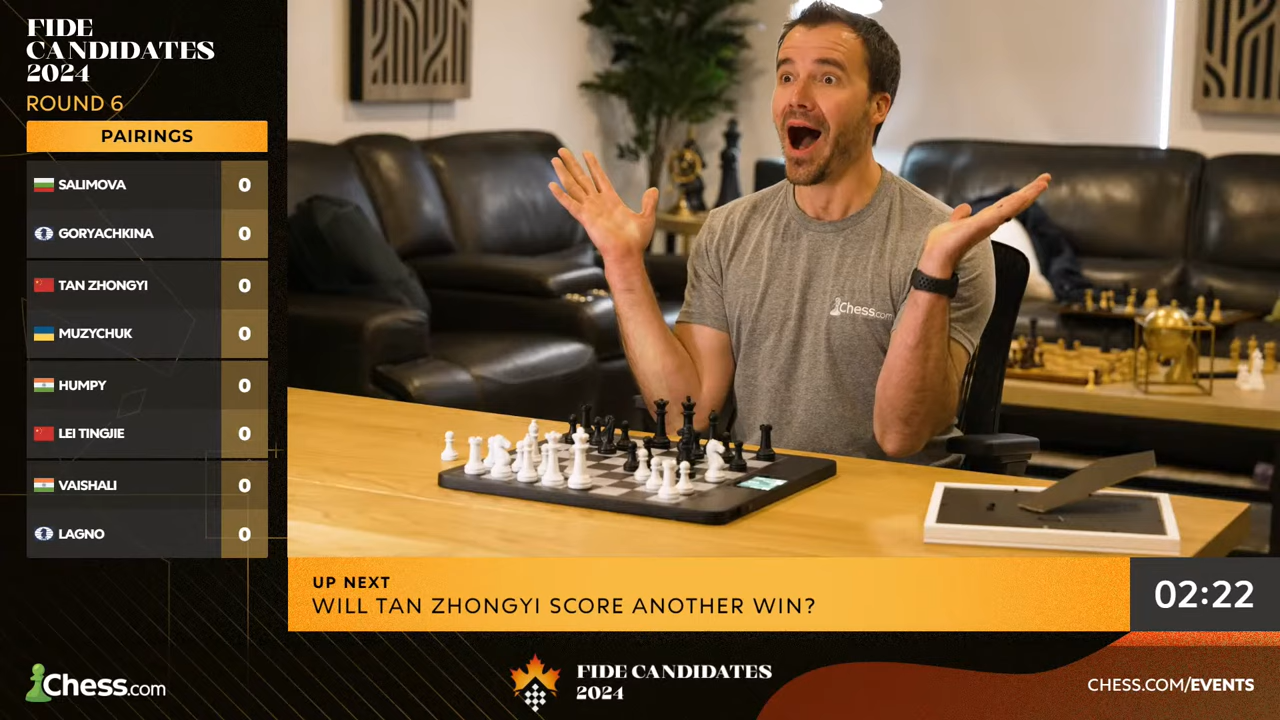 FIDE
CANDIDATES
2024
ROUND 6
PAIRINGS
SALIMOVA 0
GORYACHKINA 0
TAN ZHONGYI 0
MUZYCHUK 0
HUMPY 0
LEI TINGJIE 0
VAISHALI 0
LAGNO 0
Chess.com
UP NEXT
WILL TAN ZHONGYI SCORE ANOTHER WIN?
02:22
Chess.com
FIDE CANDIDATES
2024
CHESS.COM/EVENTS